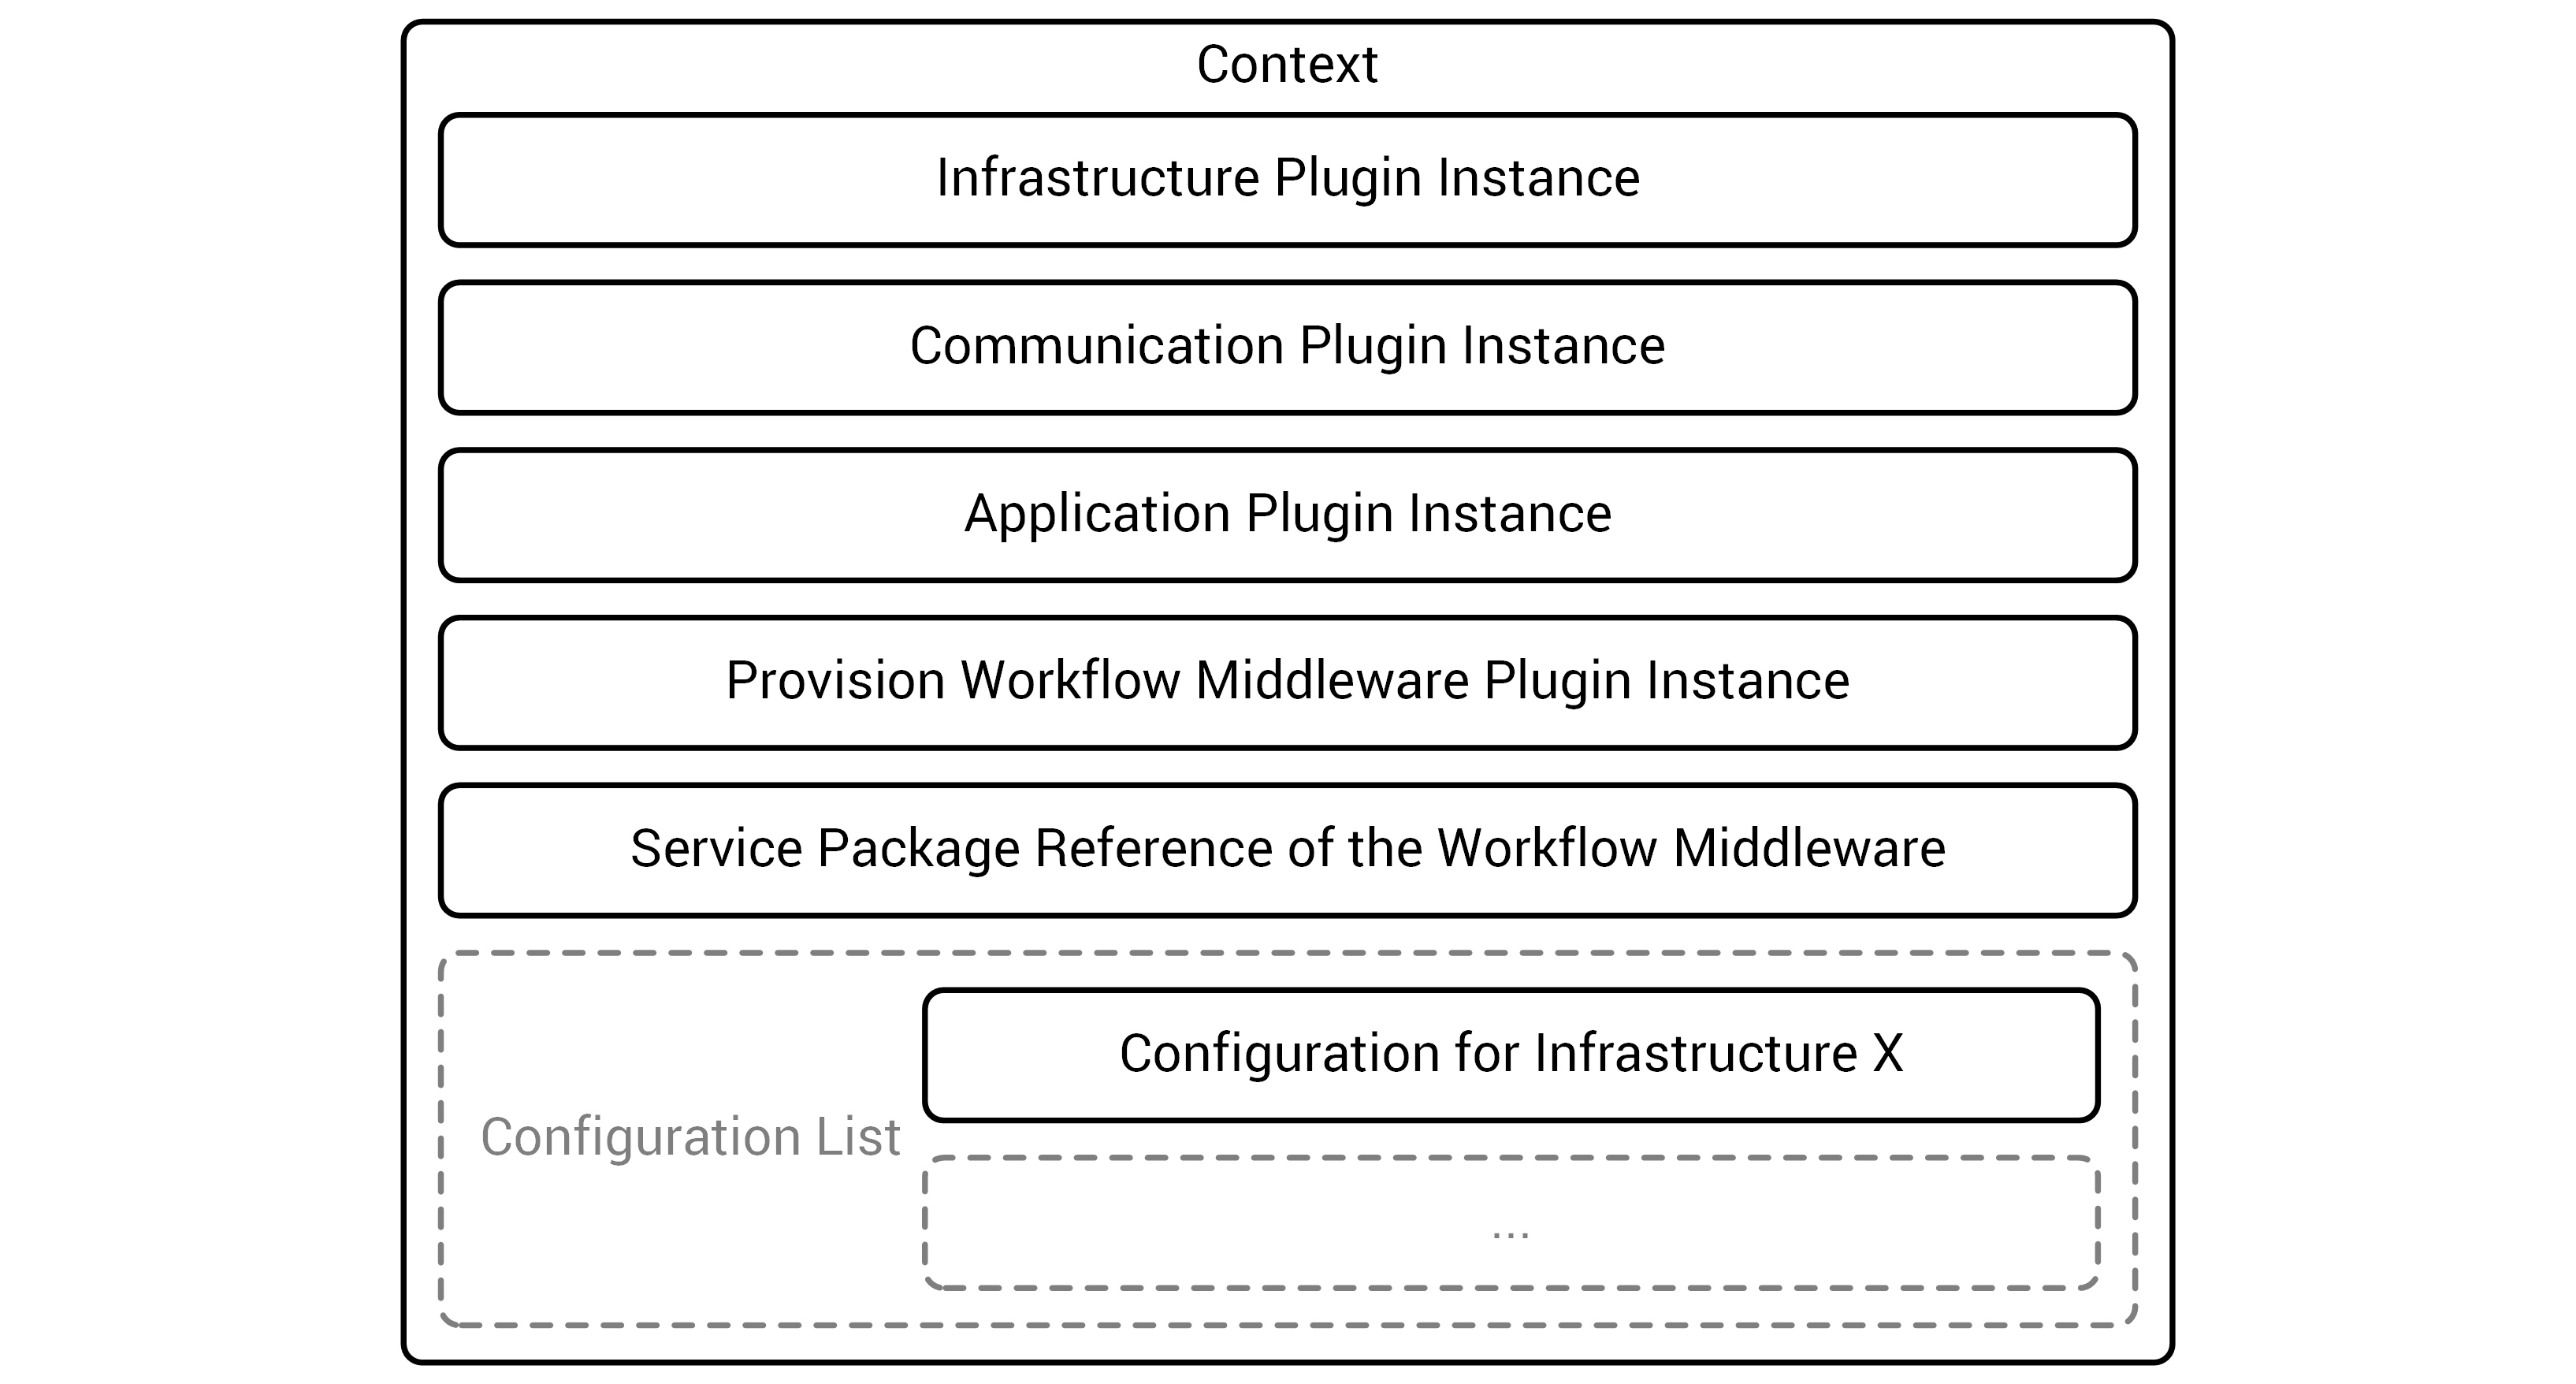 Context
Infrastructure Plugin Instance
Communication Plugin Instance
Application Plugin Instance
Provision Workflow Middleware Plugin Instance
Service Package Reference of the Workflow Middleware
Configuration List
Configuration for Infrastructure X
...